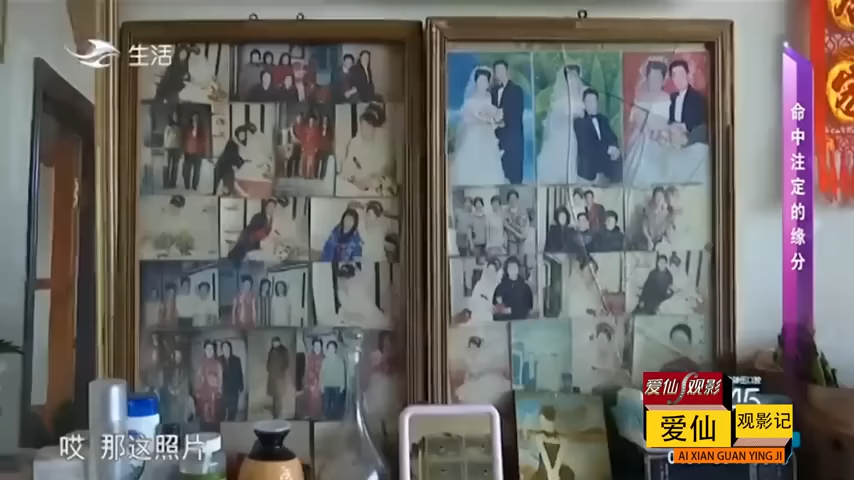 生活
命中注定的缘分
哎 那这照片
爱仙观影
爱仙
观影记
AI XIAN GUAN YING JI